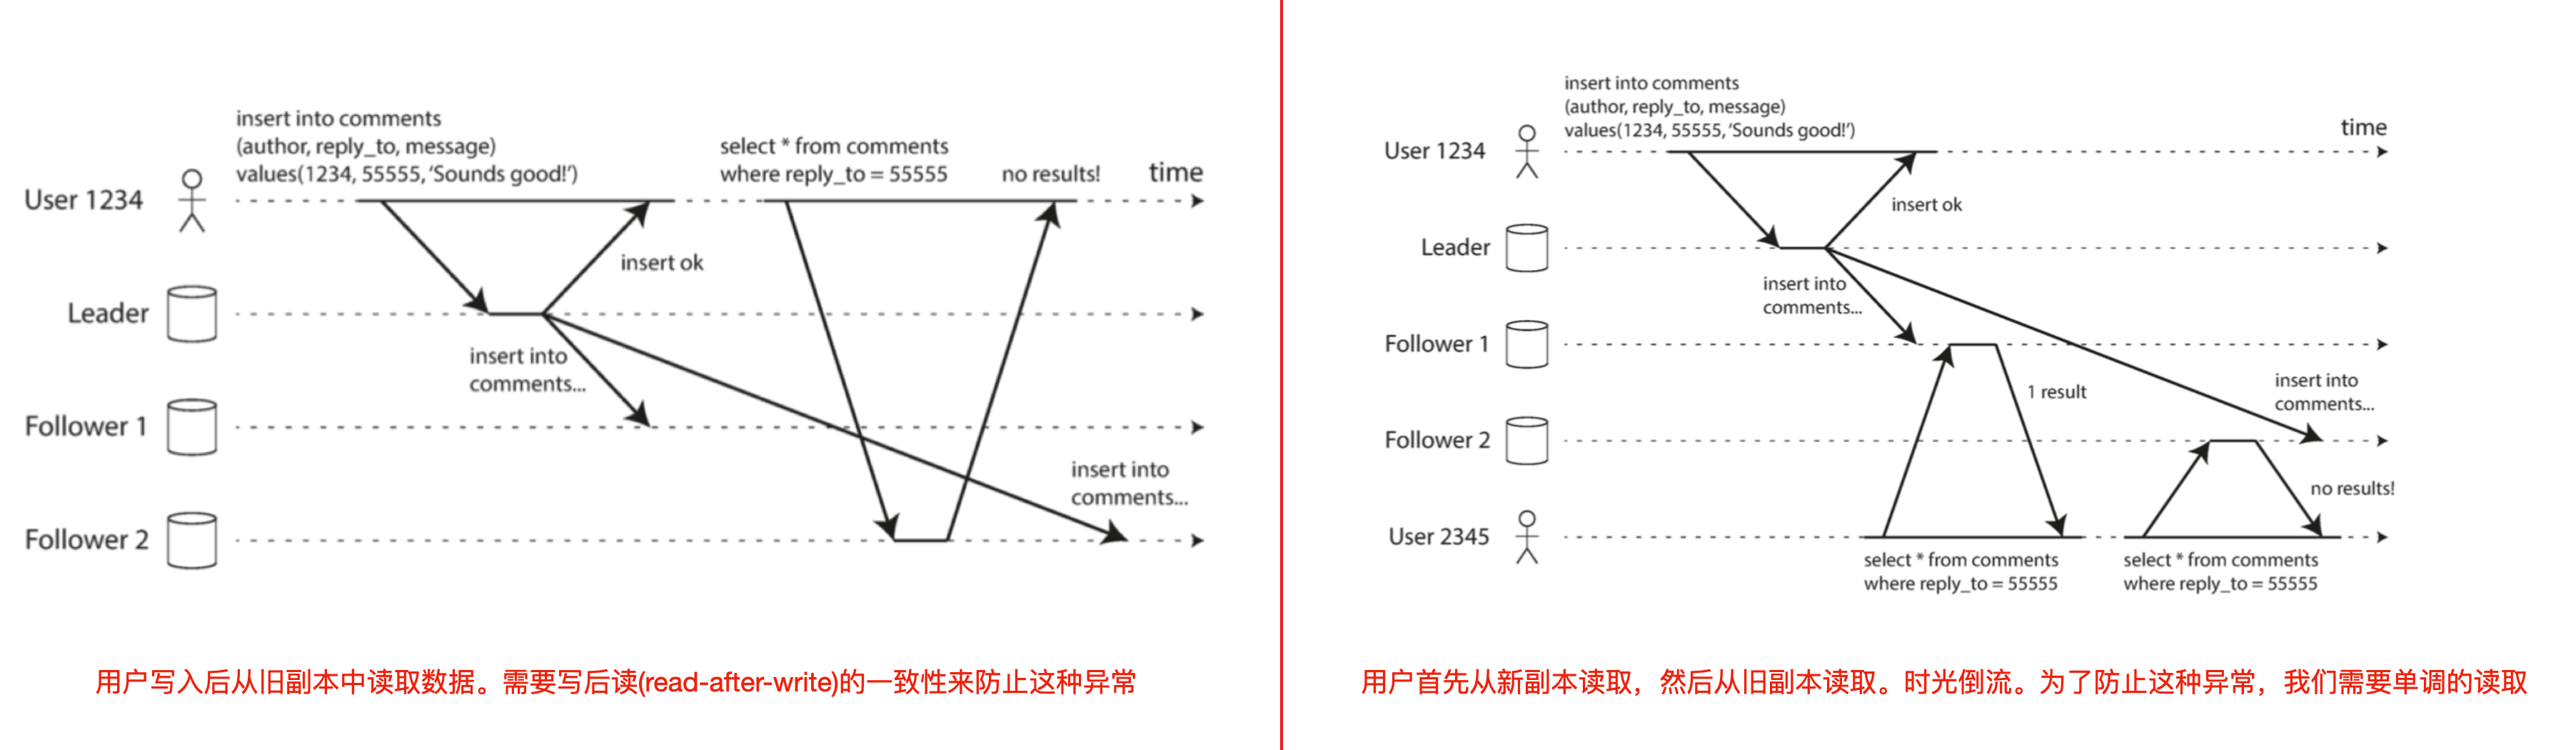 insert into comments
(author, reply_to, message)
values(1234, 55555, ‘Sounds good!’)
select * from comments
where reply_to = 55555
no results!
time
User 1234
insert ok
Leader
insert into
comments...
Follower 1
insert into
comments...
Follower 2
用户写入后从旧副本中读取数据。需要写后读(read-after-write)的一致性来防止这种异常
insert into comments
(author, reply_to, message)
values(1234, 55555, ‘Sounds good!’)
time
User 1234
insert ok
Leader
insert into
comments...
Follower 1
1 result
insert into
comments...
Follower 2
no results!
User 2345
select * from comments
where reply_to = 55555
select * from comments
where reply_to = 55555
用户首先从新副本读取，然后从旧副本读取。时光倒流。为了防止这种异常，我们需要单调的读取